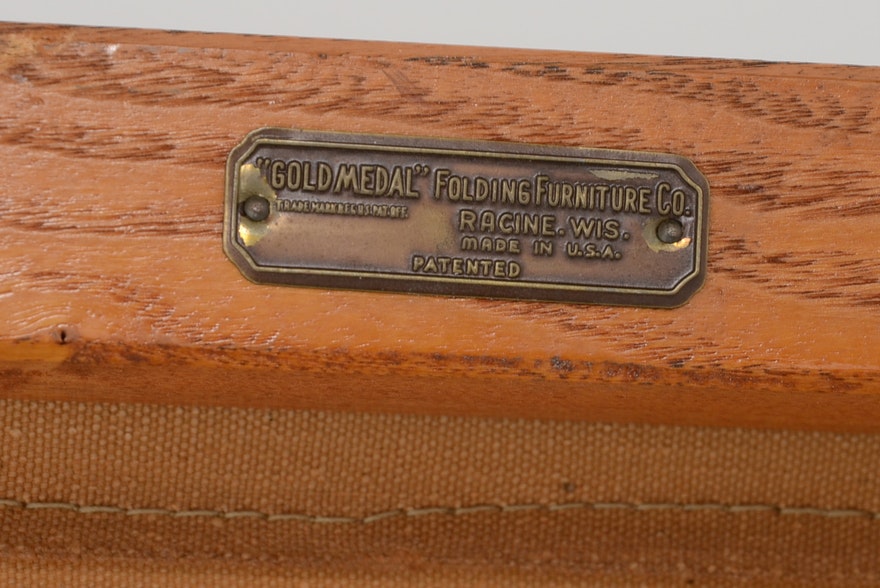 "GOLD MEDAL" FOLDING FURNITURE CO.
TRADE MARK REG. U.S. PAT. OFF.
RACINE. WIS.
MADE IN U.S.A.
PATENTED